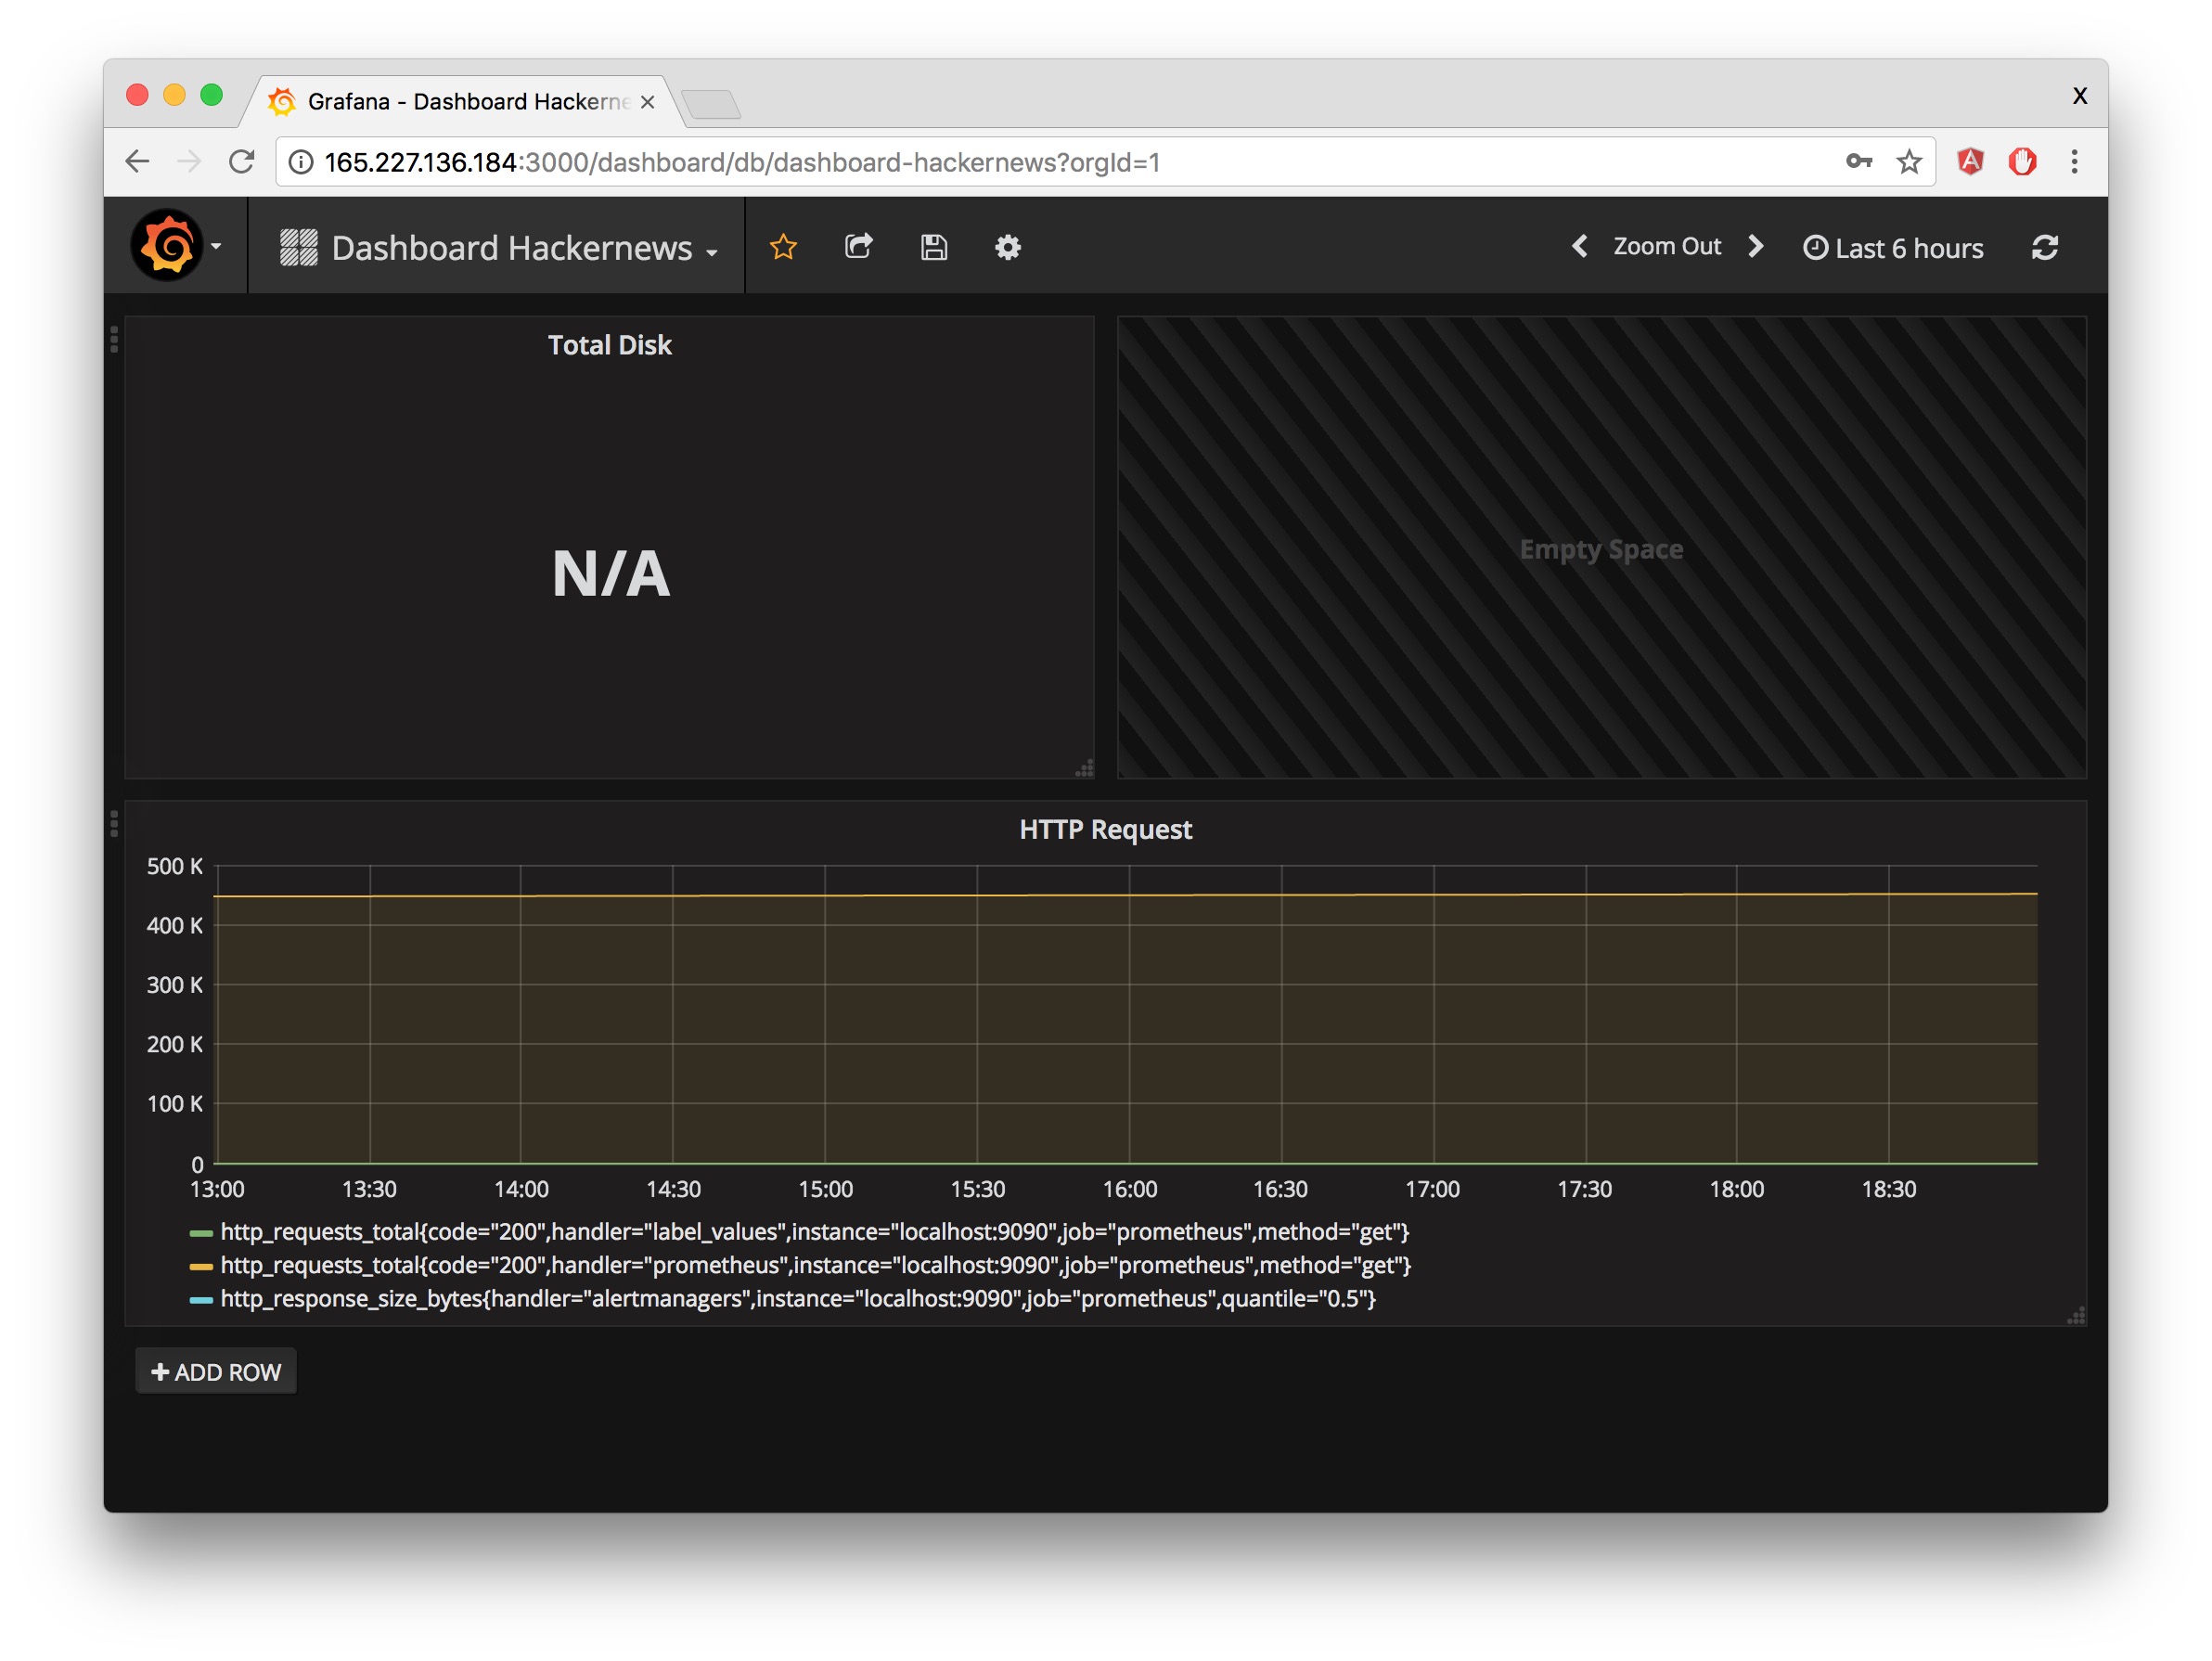 Grafana - Dashboard Hackerne
X
165.227.136.184:3000/dashboard/db/dashboard-hackernews?orgId=1
Dashboard Hackernews
Zoom Out
Last 6 hours
Total Disk
N/A
Empty Space
HTTP Request
500 K
400 K
300 K
200 K
100 K
0
13:00 13:30 14:00 14:30 15:00 15:30 16:00 16:30 17:00 17:30 18:00 18:30
http_requests_total{code="200",handler="label_values",instance="localhost:9090",job="prometheus",method="get"}
http_requests_total{code="200",handler="prometheus",instance="localhost:9090",job="prometheus",method="get"}
http_response_size_bytes{handler="alertmanagers",instance="localhost:9090",job="prometheus",quantile="0.5"}
ADD ROW